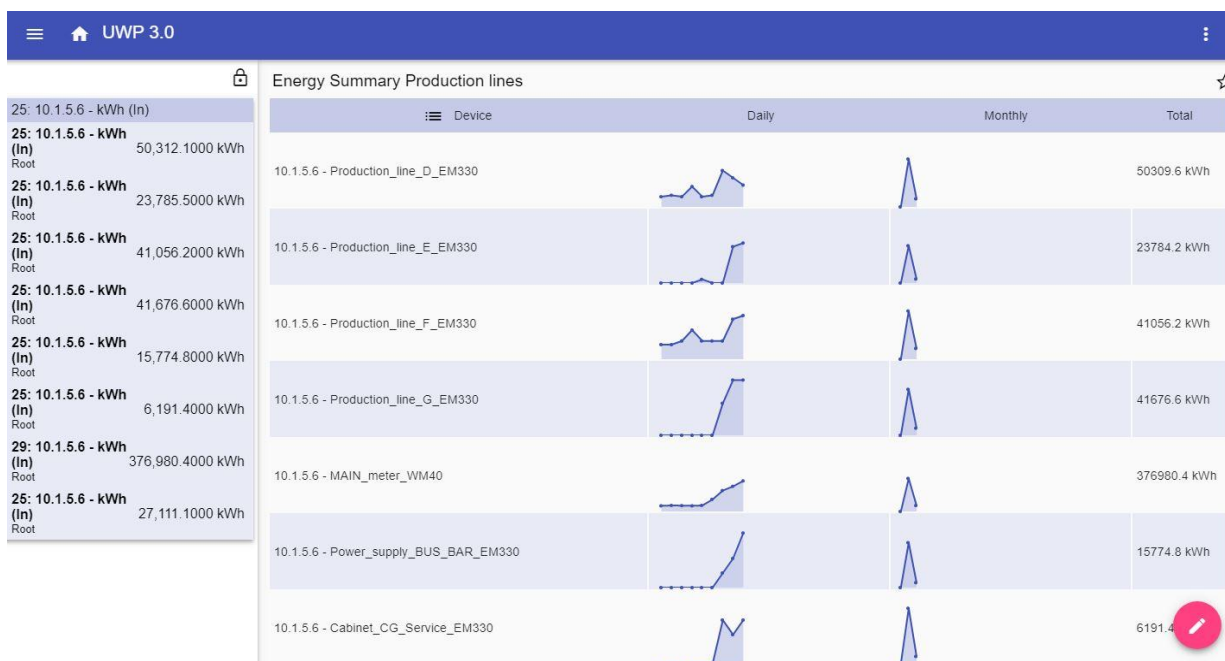 UWP 3.0
25: 10.1.5.6 - kWh (In)
25: 10.1.5.6 - kWh
(In) 50,312.1000 kWh
Root
25: 10.1.5.6 - kWh
(In) 23,785.5000 kWh
Root
25: 10.1.5.6 - kWh
(In) 41,056.2000 kWh
Root
25: 10.1.5.6 - kWh
(In) 41,676.6000 kWh
Root
25: 10.1.5.6 - kWh
(In) 15,774.8000 kWh
Root
25: 10.1.5.6 - kWh
(In) 6,191.4000 kWh
Root
29: 10.1.5.6 - kWh
(In) 376,980.4000 kWh
Root
25: 10.1.5.6 - kWh
(In) 27,111.1000 kWh
Root
Energy Summary Production lines
Device Daily Monthly Total
10.1.5.6 - Production_line_D_EM330 50309.6 kWh
10.1.5.6 - Production_line_E_EM330 23784.2 kWh
10.1.5.6 - Production_line_F_EM330 41056.2 kWh
10.1.5.6 - Production_line_G_EM330 41676.6 kWh
10.1.5.6 - MAIN_meter_WM40 376980.4 kWh
10.1.5.6 - Power_supply_BUS_BAR_EM330 15774.8 kWh
10.1.5.6 - Cabinet_CG_Service_EM330 6191.4